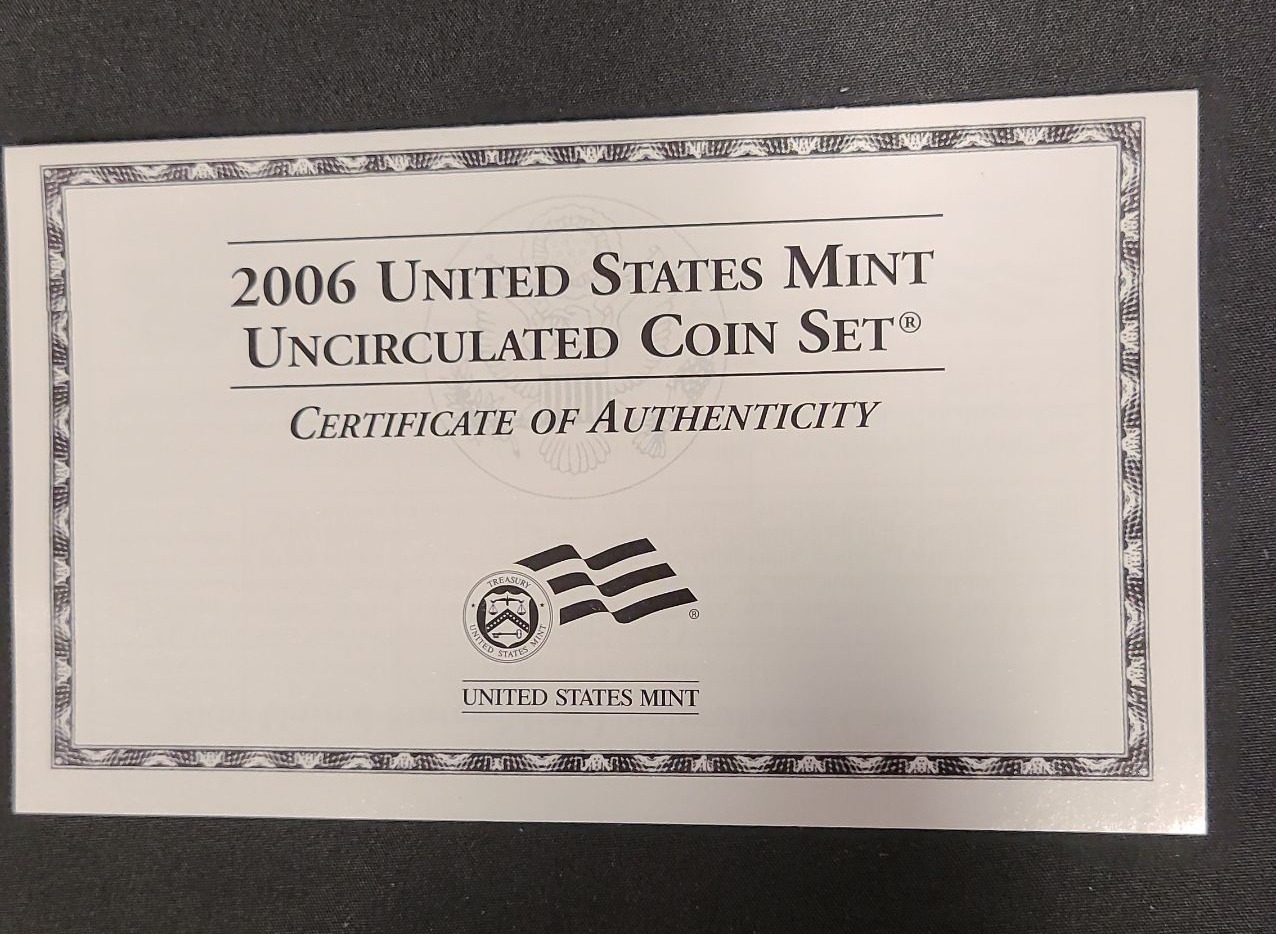 2006 UNITED STATES MINT
UNCIRCULATED COIN SET®
CERTIFICATE OF AUTHENTICITY
TREASURY
UNITED STATES MINT
®
UNITED STATES MINT